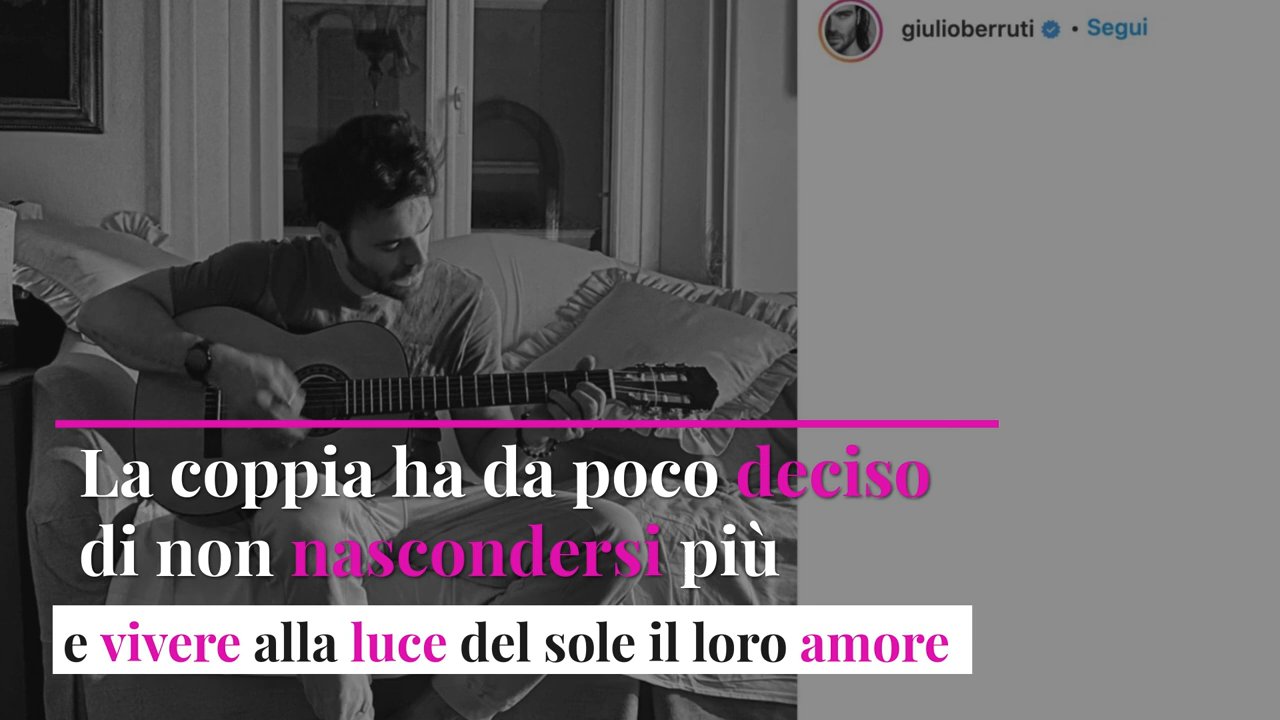 giulioberruti • Segui
La coppia ha da poco deciso
di non nascondersi più
e vivere alla luce del sole il loro amore